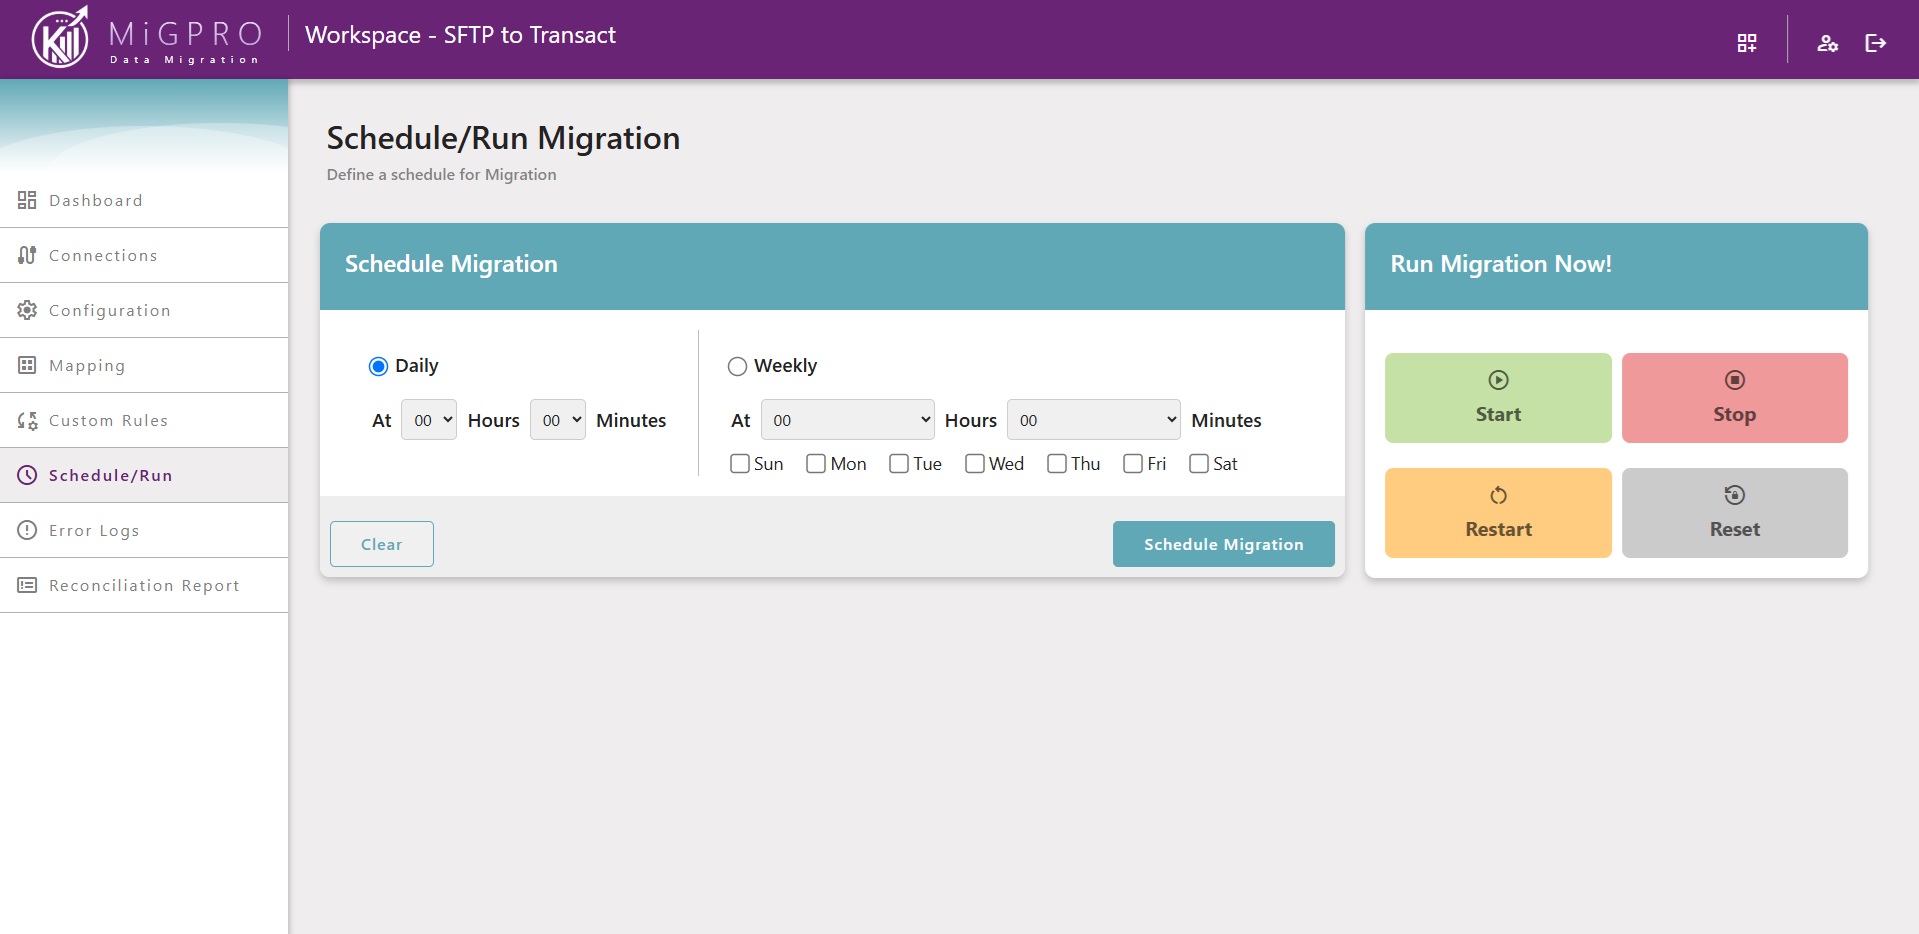 MiGPRO
Data Migration
Workspace - SFTP to Transact
Dashboard
Connections
Configuration
Mapping
Custom Rules
Schedule/Run
Error Logs
Reconciliation Report
Schedule/Run Migration
Define a schedule for Migration
Schedule Migration
Daily
At 00 Hours 00 Minutes
Weekly
At 00 Hours 00 Minutes
Sun Mon Tue Wed Thu Fri Sat
Clear
Schedule Migration
Run Migration Now!
Start
Stop
Restart
Reset